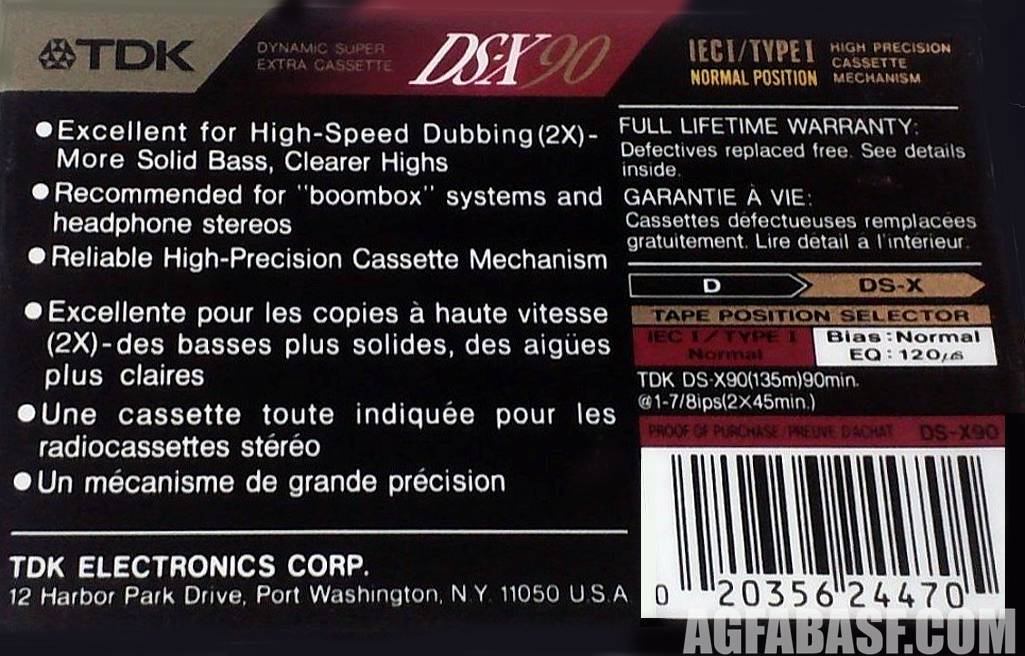 TDK
DYNAMIC SUPER
EXTRA CASSETTE
DS-X90
IEC I/TYPE I
NORMAL POSITION
HIGH PRECISION
CASSETTE
MECHANISM
●Excellent for High-Speed Dubbing(2X)-
More Solid Bass, Clearer Highs
●Recommended for "boombox" systems and
headphone stereos
●Reliable High-Precision Cassette Mechanism
●Excellente pour les copies à haute vitesse
(2X)-des basses plus solides, des aigües
plus claires
●Une cassette toute indiquée pour les
radiocassettes stéréo
●Un mécanisme de grande précision
TDK ELECTRONICS CORP.
12 Harbor Park Drive, Port Washington, N.Y. 11050 U.S.A
FULL LIFETIME WARRANTY:
Defectives replaced free. See details
inside.
GARANTIE À VIE:
Cassettes défectueuses remplacées
gratuitement. Lire détail à l'intérieur.
D DS-X
TAPE POSITION SELECTOR
IEC I/TYPE I
Normal
Bias:Normal
EQ:120μs
TDK DS-X90(135m)90min.
@1-7/8ips(2×45min.)
PROOF OF PURCHASE/PREUVE D'ACHAT DS-X90
0 20356 24470
AGFABASF.COM